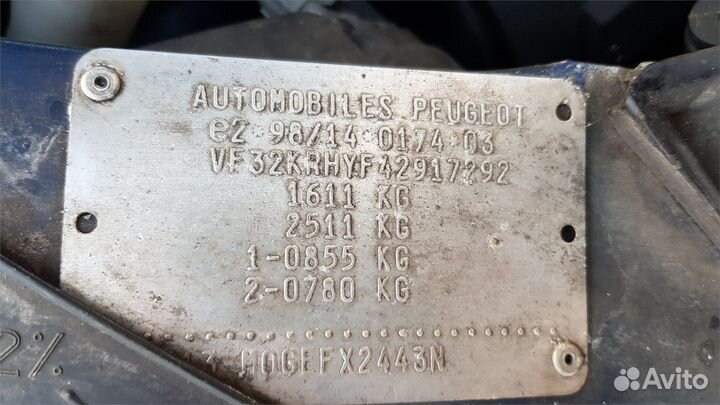 AUTOMOBILES PEUGEOT
e2*98/14*0174*03
VF32KRHYF42917292
1611 KG
2511 KG
1-0855 KG
2-0780 KG
2%
Avito